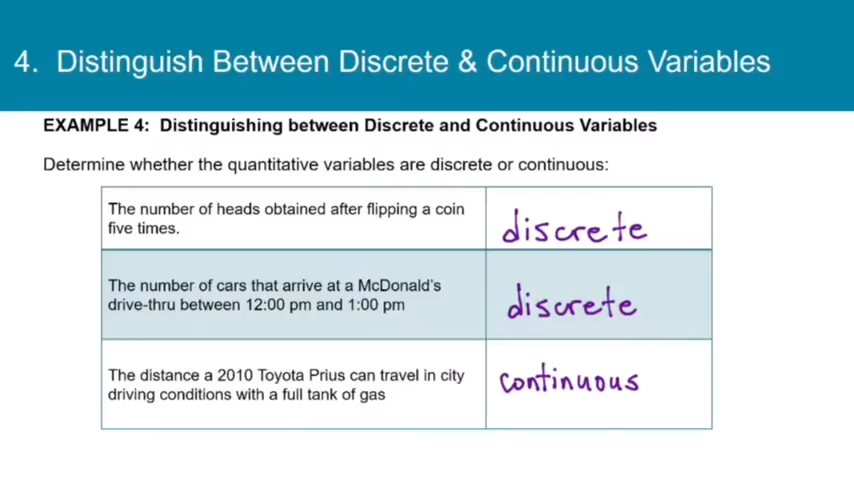 4. Distinguish Between Discrete & Continuous Variables
EXAMPLE 4: Distinguishing between Discrete and Continuous Variables
Determine whether the quantitative variables are discrete or continuous:
The number of heads obtained after flipping a coin
five times.
discrete
The number of cars that arrive at a McDonald's
drive-thru between 12:00 pm and 1:00 pm
discrete
The distance a 2010 Toyota Prius can travel in city
driving conditions with a full tank of gas
continuous